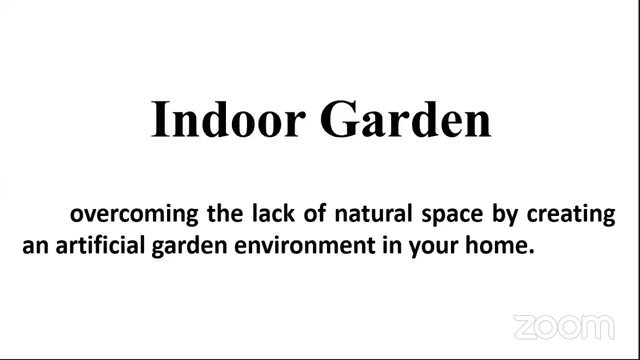 Indoor Garden
overcoming the lack of natural space by creating
an artificial garden environment in your home.
zoom